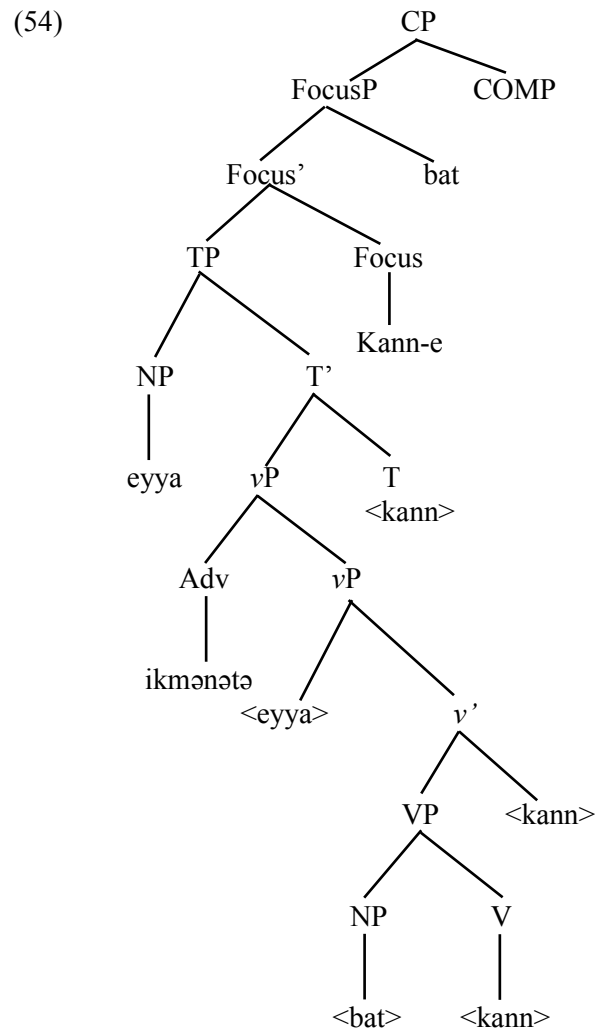 (54) CP
FocusP COMP
Focus’ bat
TP Focus
Kann-e
NP T’
eyya vP T
<kann>
Adv vP
ikmənətə
<eyya> v’
VP <kann>
NP V
<bat> <kann>